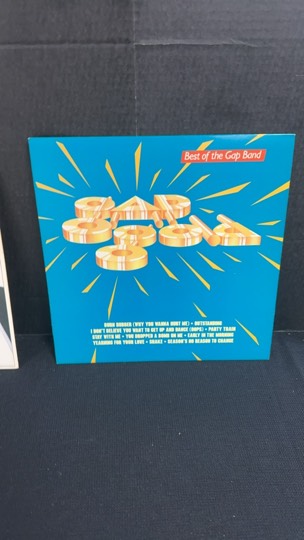 Best of the Gap Band
GAP
GOLD
BURN RUBBER (WHY YOU WANNA HURT ME) • OUTSTANDING
I DON'T BELIEVE YOU WANT TO GET UP AND DANCE (OOPS) • PARTY TRAIN
STAY WITH ME • YOU DROPPED A BOMB ON ME • EARLY IN THE MORNING
YEARNING FOR YOUR LOVE • SHAKE • SEASON'S NO REASON TO CHANGE